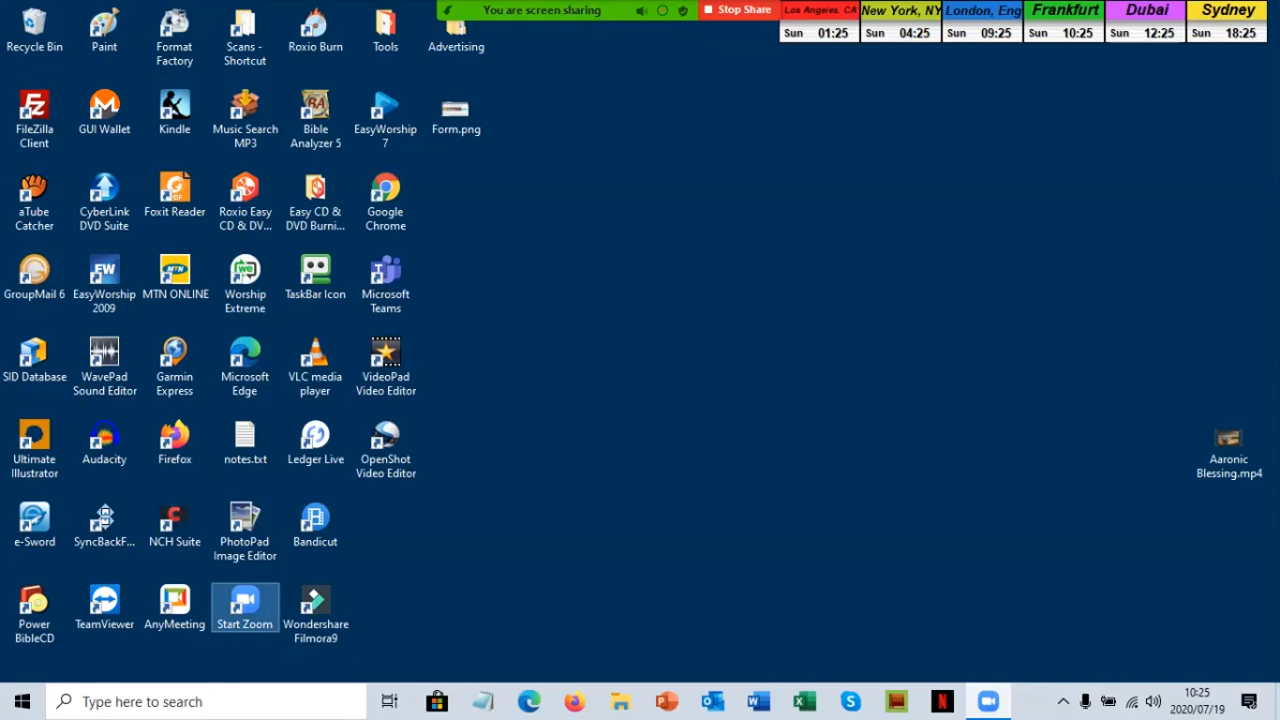 You are screen sharing
Stop Share
Los Angeles, CA
New York, NY
London, Eng
Frankfurt
Dubai
Sydney
Sun 01:25
Sun 04:25
Sun 09:25
Sun 10:25
Sun 12:25
Sun 18:25
Recycle Bin
Paint
Format
Factory
Scans -
Shortcut
Roxio Burn
Tools
Advertising
FileZilla
Client
GUI Wallet
Kindle
Music Search
MP3
Bible
Analyzer 5
EasyWorship
7
Form.png
aTube
Catcher
CyberLink
DVD Suite
Foxit Reader
Roxio Easy
CD & DV...
Easy CD &
DVD Burni...
Google
Chrome
GroupMail 6
EasyWorship
2009
MTN ONLINE
Worship
Extreme
TaskBar Icon
Microsoft
Teams
SID Database
WavePad
Sound Editor
Garmin
Express
Microsoft
Edge
VLC media
player
VideoPad
Video Editor
Ultimate
Illustrator
Audacity
Firefox
notes.txt
Ledger Live
OpenShot
Video Editor
Aaronic
Blessing.mp4
e-Sword
SyncBackF...
NCH Suite
PhotoPad
Image Editor
Bandicut
Power
BibleCD
TeamViewer
AnyMeeting
Start Zoom
Wondershare
Filmora9
Type here to search
10:25
2020/07/19